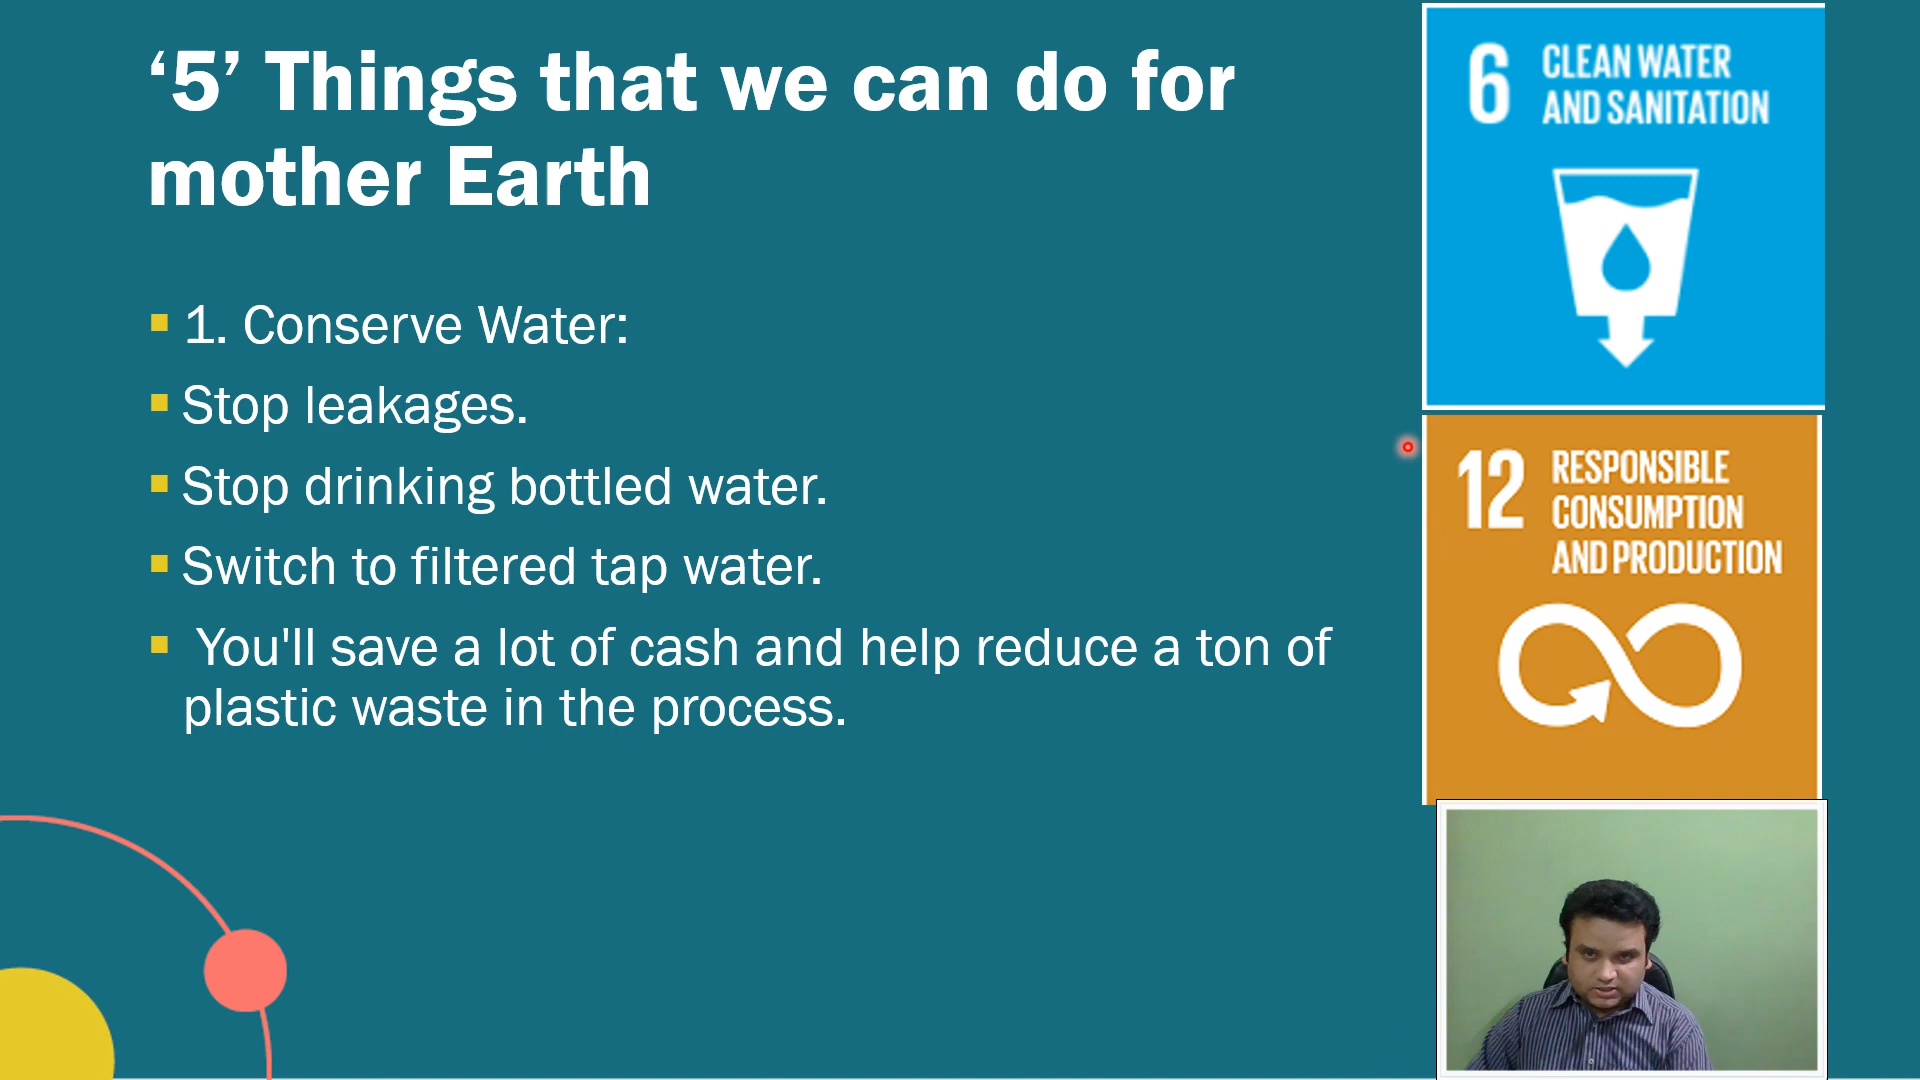 ‘5’ Things that we can do for
mother Earth
1. Conserve Water:
Stop leakages.
Stop drinking bottled water.
Switch to filtered tap water.
You'll save a lot of cash and help reduce a ton of
plastic waste in the process.
6 CLEAN WATER
AND SANITATION
12 RESPONSIBLE
CONSUMPTION
AND PRODUCTION